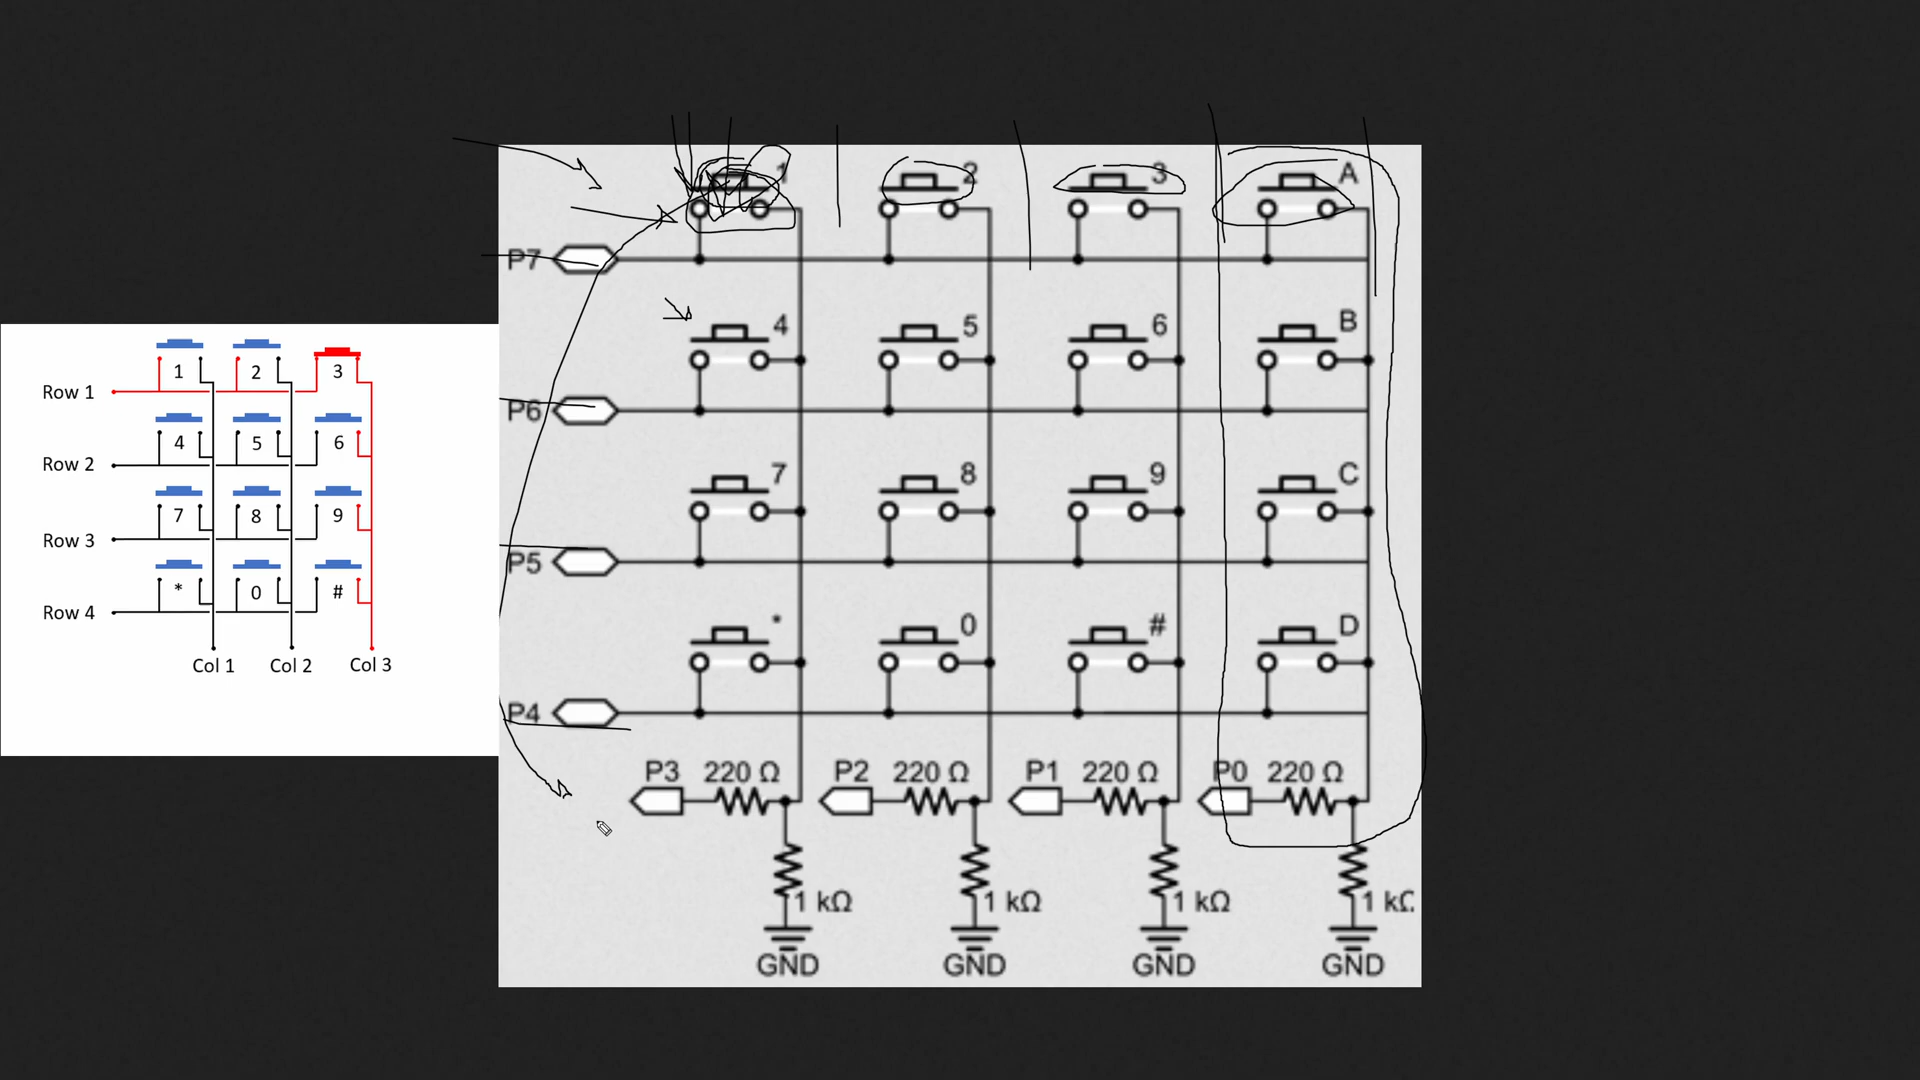 1 2 3
Row 1
4 5 6
Row 2
7 8 9
Row 3
* 0 #
Row 4
Col 1 Col 2 Col 3
1 2 3 A
P7
4 5 6 B
P6
7 8 9 C
P5
* 0 # D
P4
P3 220 Ω P2 220 Ω P1 220 Ω P0 220 Ω
1 kΩ 1 kΩ 1 kΩ 1 kΩ
GND GND GND GND